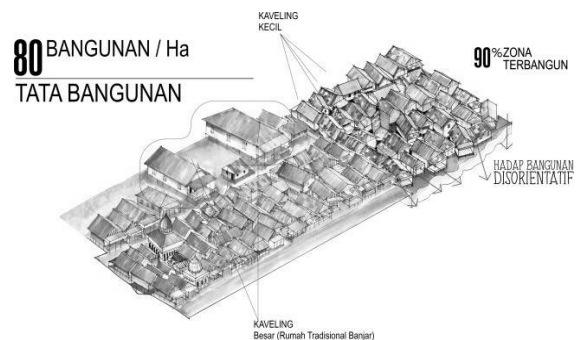 KAVELING
KECIL
80 BANGUNAN / Ha
TATA BANGUNAN
90% ZONA
TERBANGUN
HADAP BANGUNAN
DISORIENTATIF
KAVELING
Besar (Rumah Tradisional Banjar)